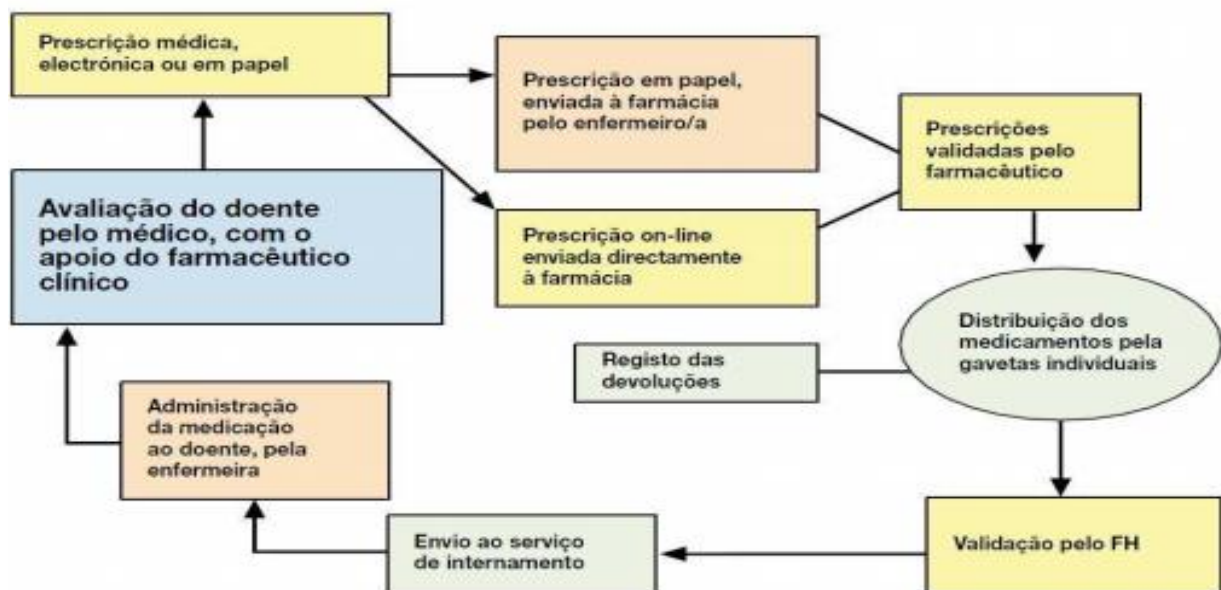 Prescrição médica,
electrónica ou em papel
Prescrição em papel,
enviada à farmácia
pelo enfermeiro/a
Prescrições
validadas pelo
farmacêutico
Avaliação do doente
pelo médico, com o
apoio do farmacêutico
clínico
Prescrição on-line
enviada directamente
à farmácia
Distribuição dos
medicamentos pela
gavetas individuais
Registo das
devoluções
Administração
da medicação
ao doente, pela
enfermeira
Envio ao serviço
de internamento
Validação pelo FH